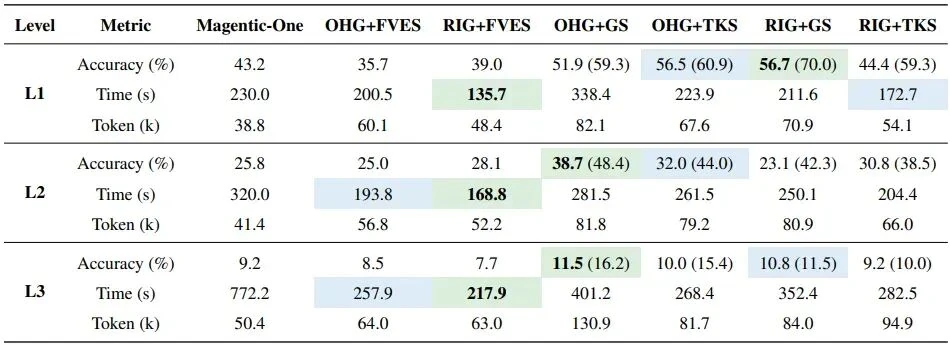 Level Metric Magentic-One OHG+FVES RIG+FVES OHG+GS OHG+TKS RIG+GS RIG+TKS
Accuracy (%) 43.2 35.7 39.0 51.9 (59.3) 56.5 (60.9) 56.7 (70.0) 44.4 (59.3)
L1 Time (s) 230.0 200.5 135.7 338.4 223.9 211.6 172.7
Token (k) 38.8 60.1 48.4 82.1 67.6 70.9 54.1
Accuracy (%) 25.8 25.0 28.1 38.7 (48.4) 32.0 (44.0) 23.1 (42.3) 30.8 (38.5)
L2 Time (s) 320.0 193.8 168.8 281.5 261.5 250.1 204.4
Token (k) 41.4 56.8 52.2 81.8 79.2 80.9 66.0
Accuracy (%) 9.2 8.5 7.7 11.5 (16.2) 10.0 (15.4) 10.8 (11.5) 9.2 (10.0)
L3 Time (s) 772.2 257.9 217.9 401.2 268.4 352.4 282.5
Token (k) 50.4 64.0 63.0 130.9 81.7 84.0 94.9